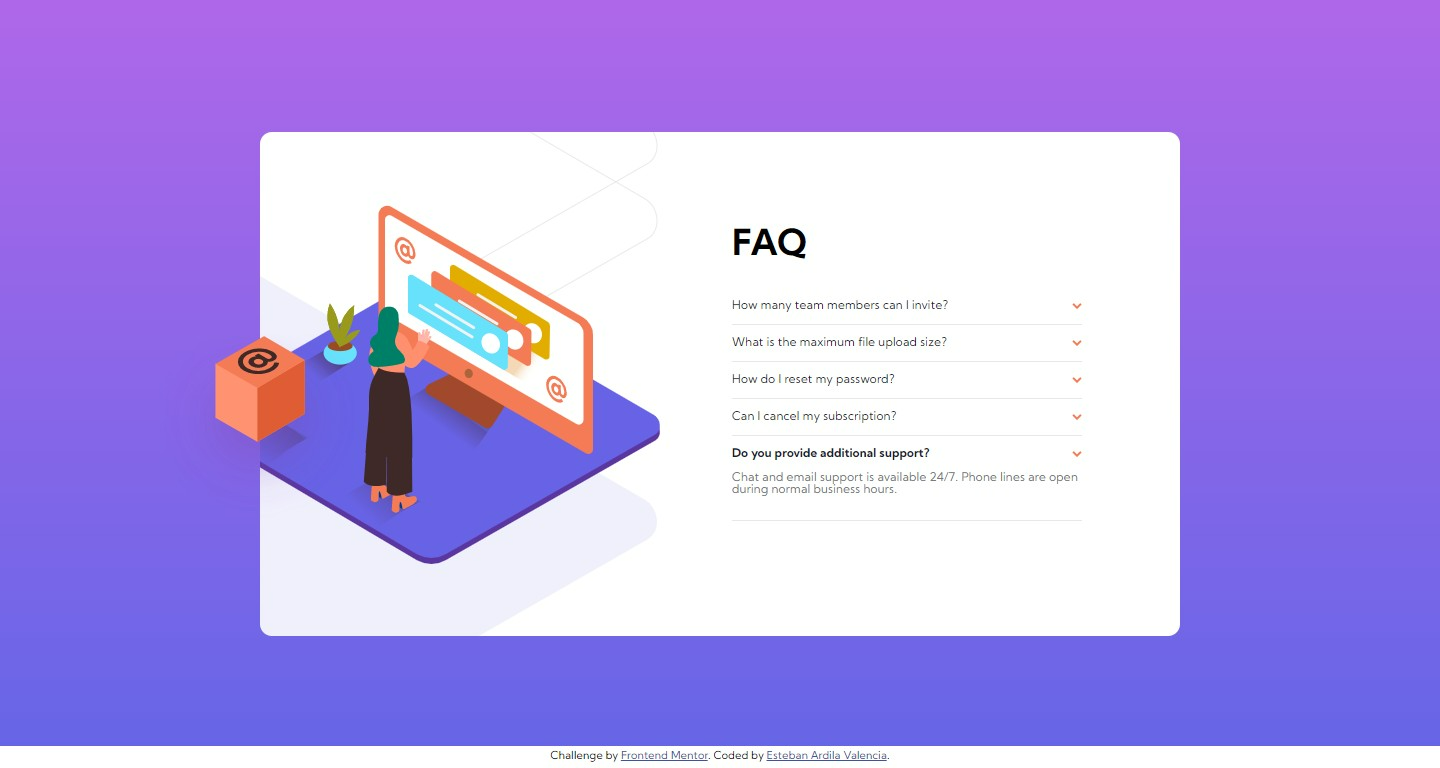 FAQ
How many team members can I invite?
What is the maximum file upload size?
How do I reset my password?
Can I cancel my subscription?
Do you provide additional support?
Chat and email support is available 24/7. Phone lines are open
during normal business hours.
Challenge by Frontend Mentor. Coded by Esteban Ardila Valencia.